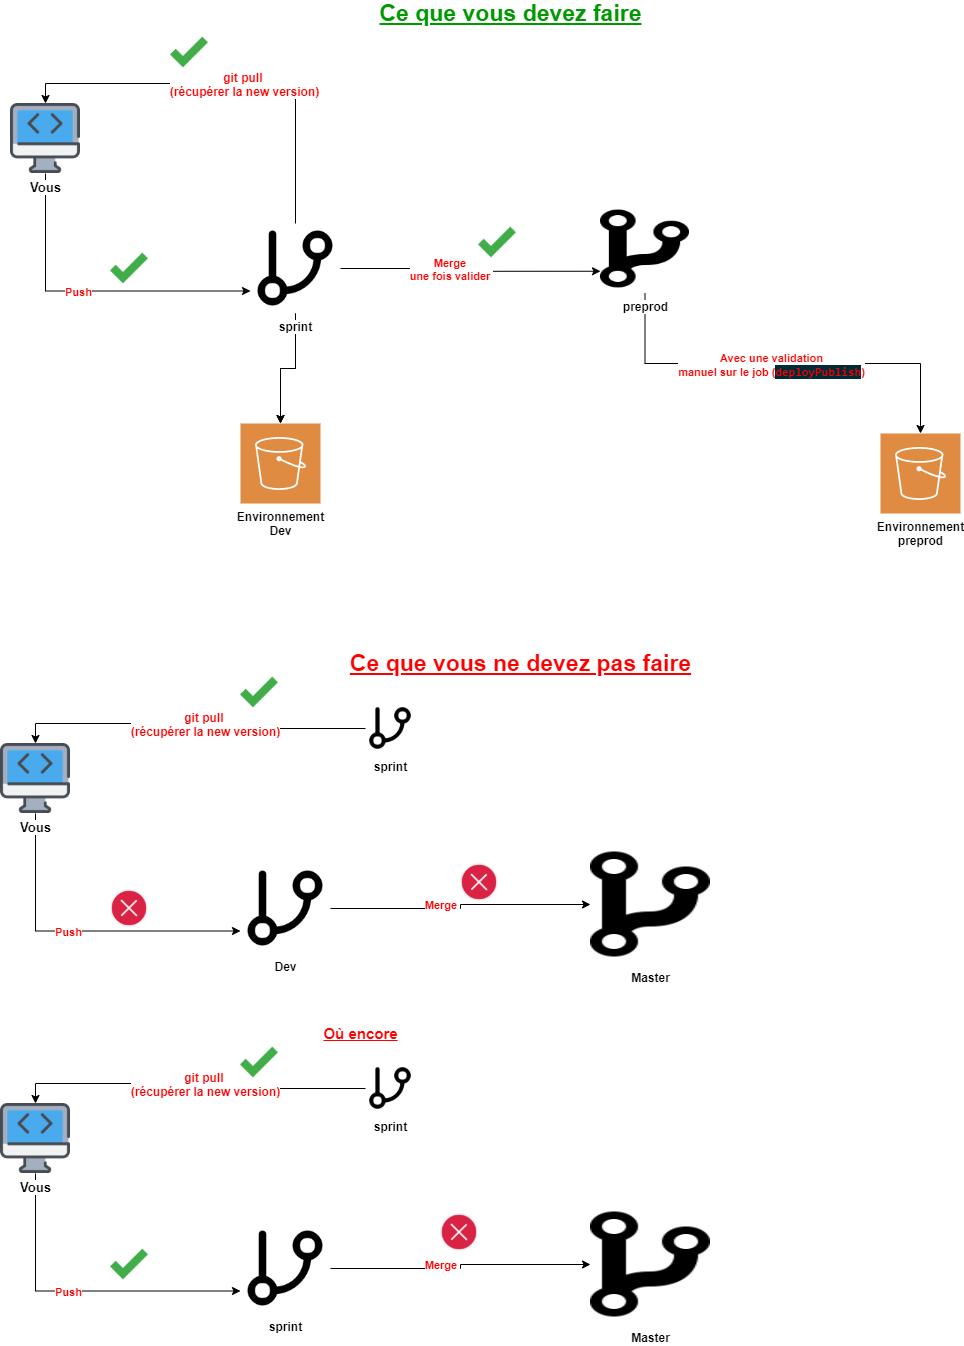 Ce que vous devez faire
git pull
(récupérer la new version)
Vous
Push
sprint
Merge
une fois valider
preprod
Avec une validation
manuel sur le job (deployPublish)
Environnement
Dev
Environnement
preprod
Ce que vous ne devez pas faire
git pull
(récupérer la new version)
sprint
Vous
Push
Dev
Merge
Master
Où encore
git pull
(récupérer la new version)
sprint
Vous
Push
sprint
Merge
Master